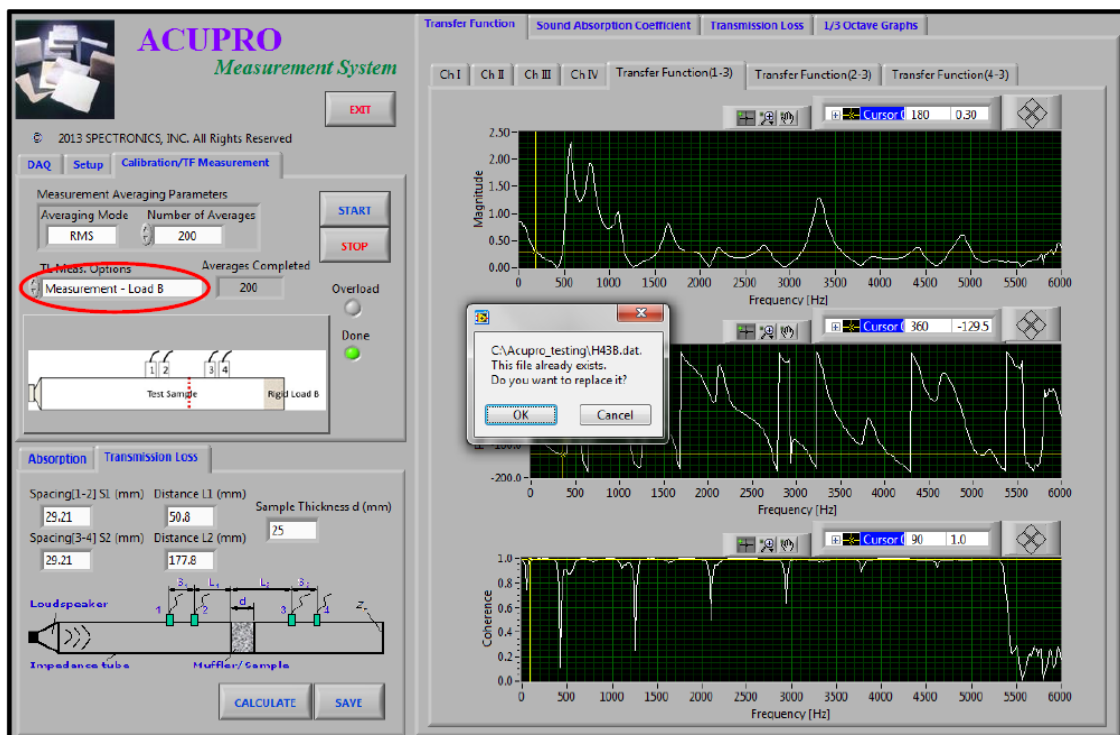 ACUPRO
Measurement System
EXIT
© 2013 SPECTRONICS, INC. All Rights Reserved
DAQ Setup Calibration/TF Measurement
Measurement Averaging Parameters
Averaging Mode Number of Averages
RMS 200
START
STOP
TL Meas. Options Averages Completed
Measurement - Load B 200
Overload
Done
1 2 3 4
Test Sample Rigid Load B
Absorption Transmission Loss
Spacing[1-2] S1 (mm) Distance L1 (mm)
29.21 50.8
Sample Thickness d (mm)
25
Spacing[3-4] S2 (mm) Distance L2 (mm)
29.21 177.8
S₁ L₁ L₂ S₂
Loudspeaker
1 2 d 3 4
Impedance tube Muffler/Sample
CALCULATE SAVE
Transfer Function Sound Absorption Coefficient Transmission Loss 1/3 Octave Graphs
Ch I Ch II Ch III Ch IV Transfer Function(1-3) Transfer Function(2-3) Transfer Function(4-3)
Cursor 180 0.30
Magnitude
2.50
2.00
1.50
1.00
0.50
0.00
0 500 1000 1500 2000 2500 3000 3500 4000 4500 5000 5500 6000
Frequency [Hz]
Cursor 360 -129.5
C:\Acupro_testing\H43B.dat.
This file already exists.
Do you want to replace it?
OK Cancel
-200.0
0 500 1000 1500 2000 2500 3000 3500 4000 4500 5000 5500 6000
Frequency [Hz]
Cursor 90 1.0
Coherence
1.0
0.8
0.6
0.4
0.2
0.0
0 500 1000 1500 2000 2500 3000 3500 4000 4500 5000 5500 6000
Frequency [Hz]